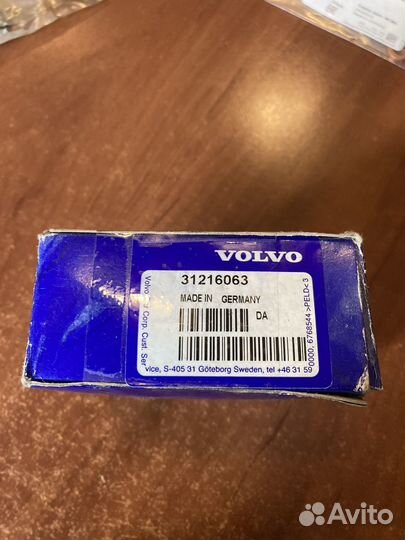 VOLVO
31216063
MADE IN GERMANY
DA
Volvo Corp. Cust. Ser
vice, S-405 31 Göteborg Sweden, tel +46 31 59
0000, 6768544 >PELD< 3
Avito